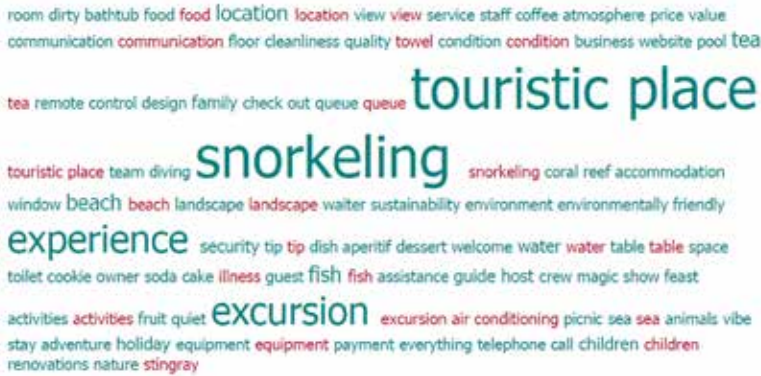 room dirty bathtub food food location location view view service staff coffee atmosphere price value
communication communication floor cleanliness quality towel condition condition business website pool tea
tea remote control design family check out queue queue touristic place
touristic place team diving snorkeling snorkeling coral reef accommodation
window beach beach landscape landscape waiter sustainability environment environmentally friendly
experience security tip tip dish aperitif dessert welcome water water table table space
toilet cookie owner soda cake illness guest fish fish assistance guide host crew magic show feast
activities activities fruit quiet excursion excursion air conditioning picnic sea sea animals vibe
stay adventure holiday equipment equipment payment everything telephone call children children
renovations nature stingray